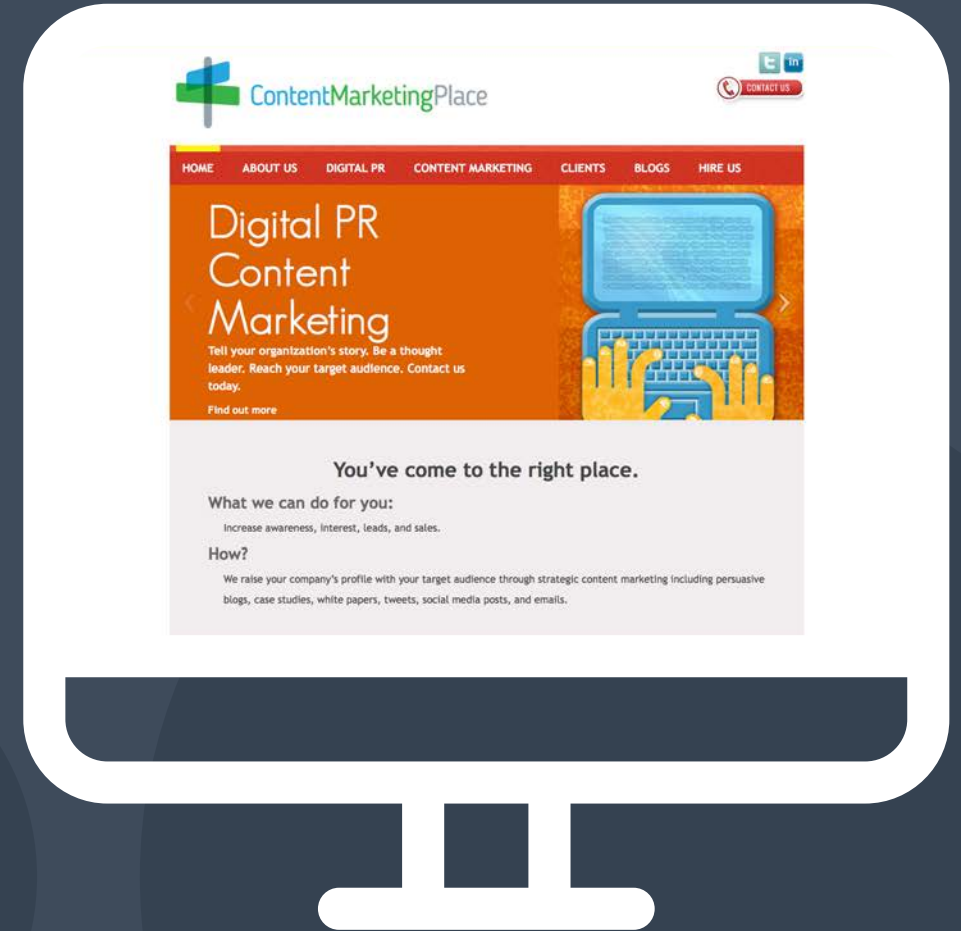 ContentMarketingPlace
t in
CONTACT US
HOME ABOUT US DIGITAL PR CONTENT MARKETING CLIENTS BLOGS HIRE US
Digital PR
Content
Marketing
Tell your organization's story. Be a thought
leader. Reach your target audience. Contact us
today.
Find out more
You've come to the right place.
What we can do for you:
Increase awareness, interest, leads, and sales.
How?
We raise your company's profile with your target audience through strategic content marketing including persuasive
blogs, case studies, white papers, tweets, social media posts, and emails.